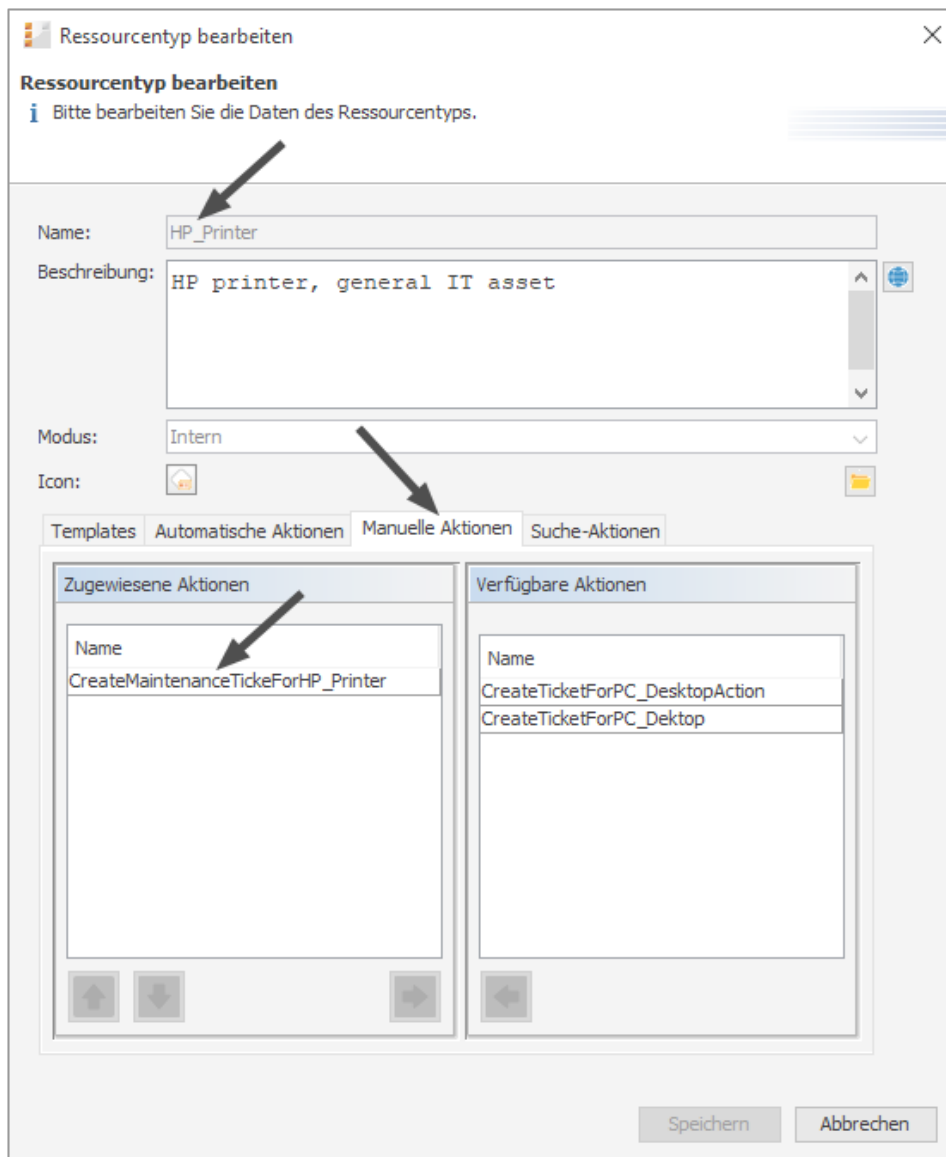 Ressourcentyp bearbeiten
Ressourcentyp bearbeiten
Bitte bearbeiten Sie die Daten des Ressourcentyps.
Name: HP_Printer
Beschreibung: HP printer, general IT asset
Modus: Intern
Icon:
Templates Automatische Aktionen Manuelle Aktionen Suche-Aktionen
Zugewiesene Aktionen
Name
CreateMaintenanceTickeForHP_Printer
Verfügbare Aktionen
Name
CreateTicketForPC_DesktopAction
CreateTicketForPC_Dektop
Speichern Abbrechen